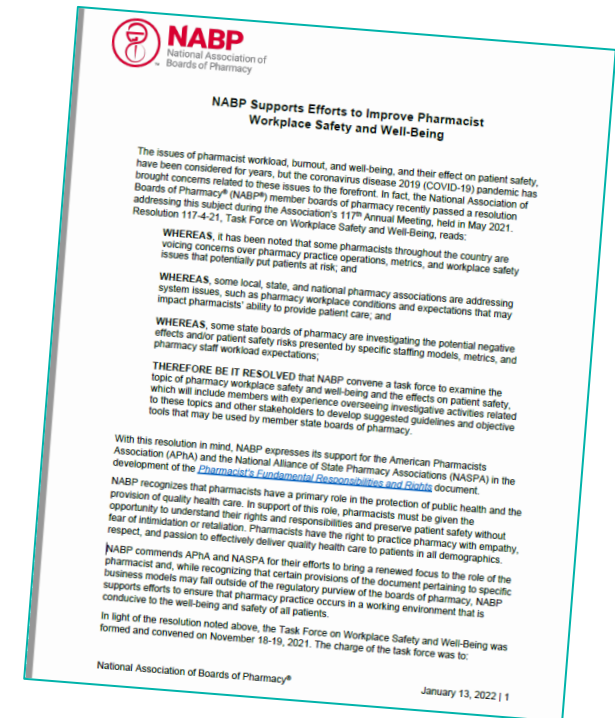 NABP
National Association of
Boards of Pharmacy
NABP Supports Efforts to Improve Pharmacist
Workplace Safety and Well-Being
The issues of pharmacist workload, burnout, and well-being, and their effect on patient safety,
have been considered for years, but the coronavirus disease 2019 (COVID-19) pandemic has
brought concerns related to these issues to the forefront. In fact, the National Association of
Boards of Pharmacy® (NABP®) member boards of pharmacy recently passed a resolution
addressing this subject during the Association's 117th Annual Meeting, held in May 2021.
Resolution 117-4-21, Task Force on Workplace Safety and Well-Being, reads:
WHEREAS, it has been noted that some pharmacists throughout the country are
voicing concerns over pharmacy practice operations, metrics, and workplace safety
issues that potentially put patients at risk; and
WHEREAS, some local, state, and national pharmacy associations are addressing
system issues, such as pharmacy workplace conditions and expectations that may
impact pharmacists' ability to provide patient care; and
WHEREAS, some state boards of pharmacy are investigating the potential negative
effects and/or patient safety risks presented by specific staffing models, metrics, and
pharmacy staff workload expectations;
THEREFORE BE IT RESOLVED that NABP convene a task force to examine the
topic of pharmacy workplace safety and well-being and the effects on patient safety,
which will include members with experience overseeing investigative activities related
to these topics and other stakeholders to develop suggested guidelines and objective
tools that may be used by member state boards of pharmacy.
With this resolution in mind, NABP expresses its support for the American Pharmacists
Association (APhA) and the National Alliance of State Pharmacy Associations (NASPA) in the
development of the Pharmacist's Fundamental Responsibilities and Rights document.
NABP recognizes that pharmacists have a primary role in the protection of public health and the
provision of quality health care. In support of this role, pharmacists must be given the
opportunity to understand their rights and responsibilities and preserve patient safety without
fear of intimidation or retaliation. Pharmacists have the right to practice pharmacy with empathy,
respect, and passion to effectively deliver quality health care to patients in all demographics.
NABP commends APhA and NASPA for their efforts to bring a renewed focus to the role of the
pharmacist and, while recognizing that certain provisions of the document pertaining to specific
business models may fall outside of the regulatory purview of the boards of pharmacy, NABP
supports efforts to ensure that pharmacy practice occurs in a working environment that is
conducive to the well-being and safety of all patients.
In light of the resolution noted above, the Task Force on Workplace Safety and Well-Being was
formed and convened on November 18-19, 2021. The charge of the task force was to:
National Association of Boards of Pharmacy®
January 13, 2022 | 1